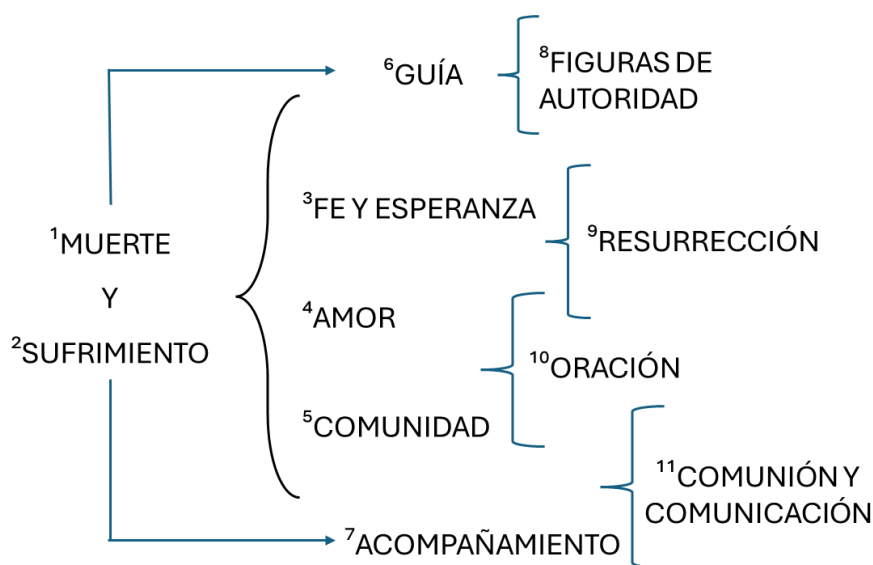 ⁶GUÍA
⁸FIGURAS DE
AUTORIDAD
³FE Y ESPERANZA
¹MUERTE
Y
²SUFRIMIENTO
⁹RESURRECCIÓN
⁴AMOR
¹⁰ORACIÓN
⁵COMUNIDAD
¹¹COMUNIÓN Y
COMUNICACIÓN
⁷ACOMPAÑAMIENTO